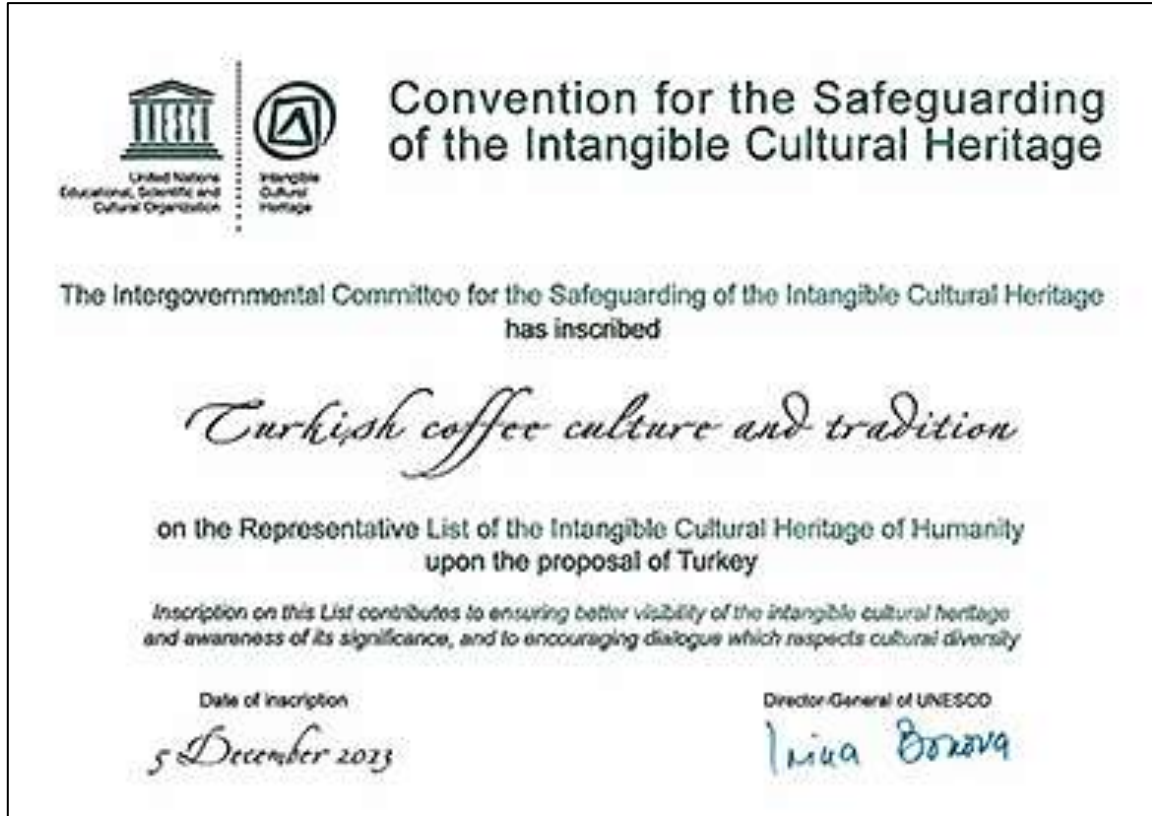 Convention for the Safeguarding
of the Intangible Cultural Heritage
United Nations
Educational, Scientific and
Cultural Organization
Intangible
Cultural
Heritage
The Intergovernmental Committee for the Safeguarding of the Intangible Cultural Heritage
has inscribed
Turkish coffee culture and tradition
on the Representative List of the Intangible Cultural Heritage of Humanity
upon the proposal of Turkey
Inscription on this List contributes to ensuring better visibility of the intangible cultural heritage
and awareness of its significance, and to encouraging dialogue which respects cultural diversity
Date of inscription
5 December 2013
Director-General of UNESCO
Irina Bokova